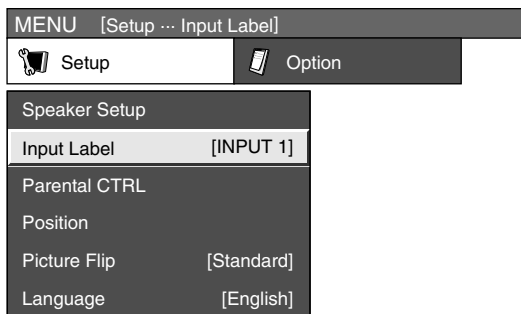 MENU [Setup ··· Input Label]
Setup Option
Speaker Setup
Input Label [INPUT 1]
Parental CTRL
Position
Picture Flip [Standard]
Language [English]